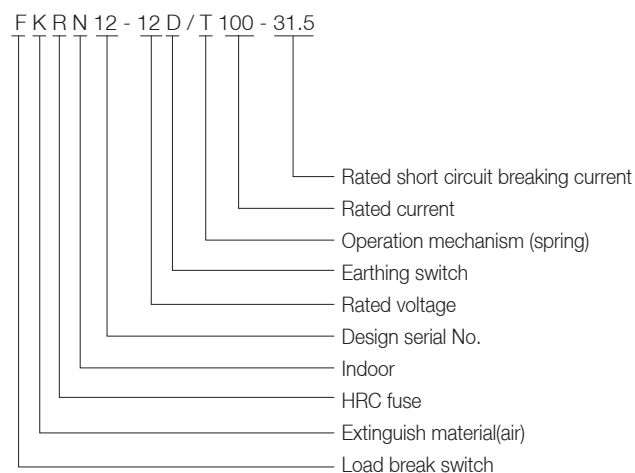 F K R N 12 - 12 D / T 100 - 31.5
Rated short circuit breaking current
Rated current
Operation mechanism (spring)
Earthing switch
Rated voltage
Design serial No.
Indoor
HRC fuse
Extinguish material(air)
Load break switch